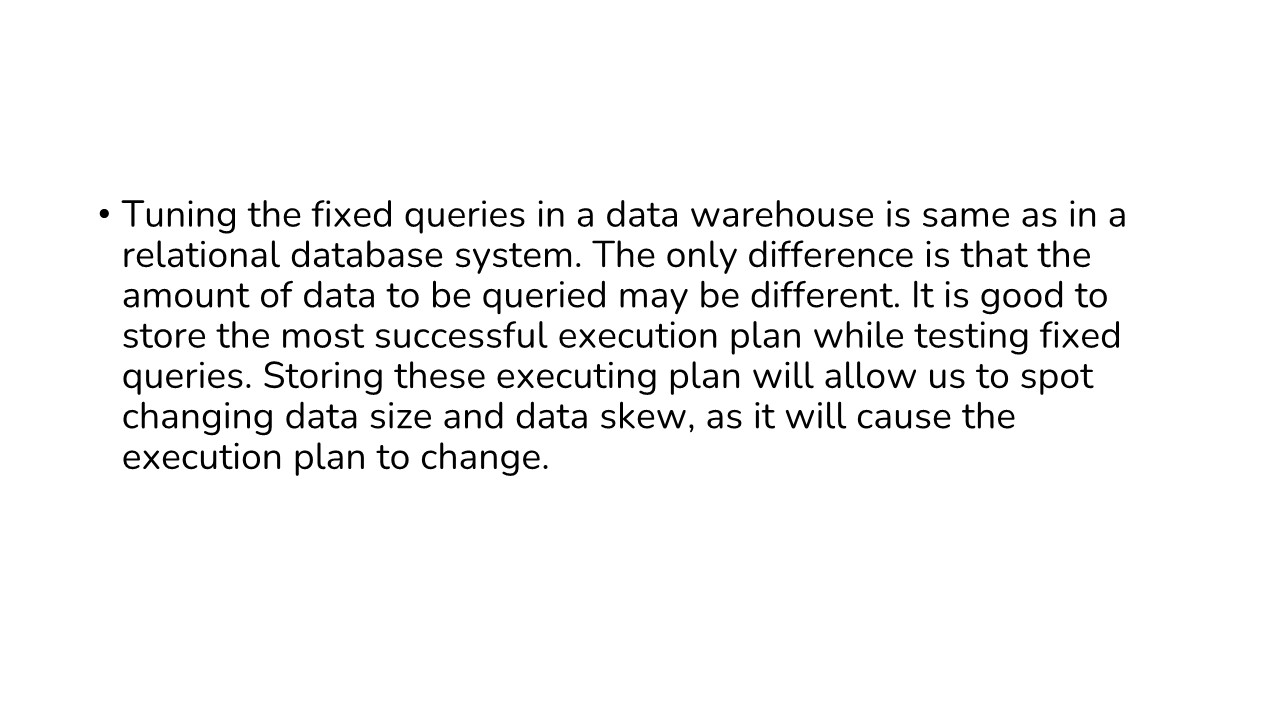 • Tuning the fixed queries in a data warehouse is same as in a
relational database system. The only difference is that the
amount of data to be queried may be different. It is good to
store the most successful execution plan while testing fixed
queries. Storing these executing plan will allow us to spot
changing data size and data skew, as it will cause the
execution plan to change.